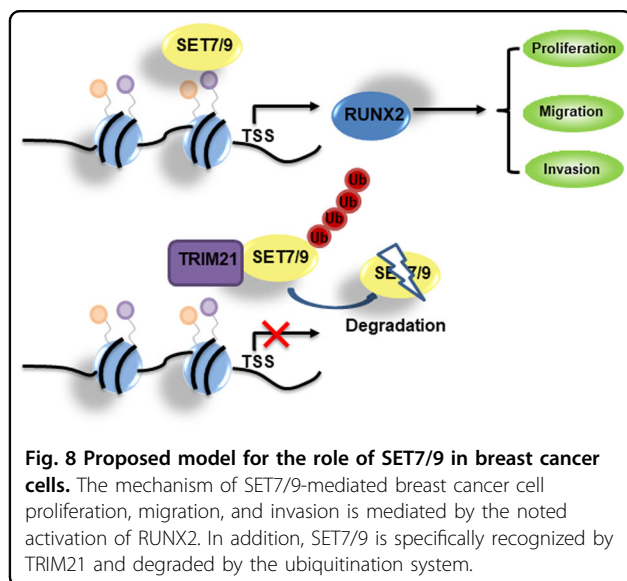 SET7/9
Proliferation
TSS
RUNX2
Migration
Invasion
Ub
Ub
Ub
Ub
TRIM21
SET7/9
SET7/9
Degradation
TSS
Fig. 8 Proposed model for the role of SET7/9 in breast cancer
cells. The mechanism of SET7/9-mediated breast cancer cell
proliferation, migration, and invasion is mediated by the noted
activation of RUNX2. In addition, SET7/9 is specifically recognized by
TRIM21 and degraded by the ubiquitination system.